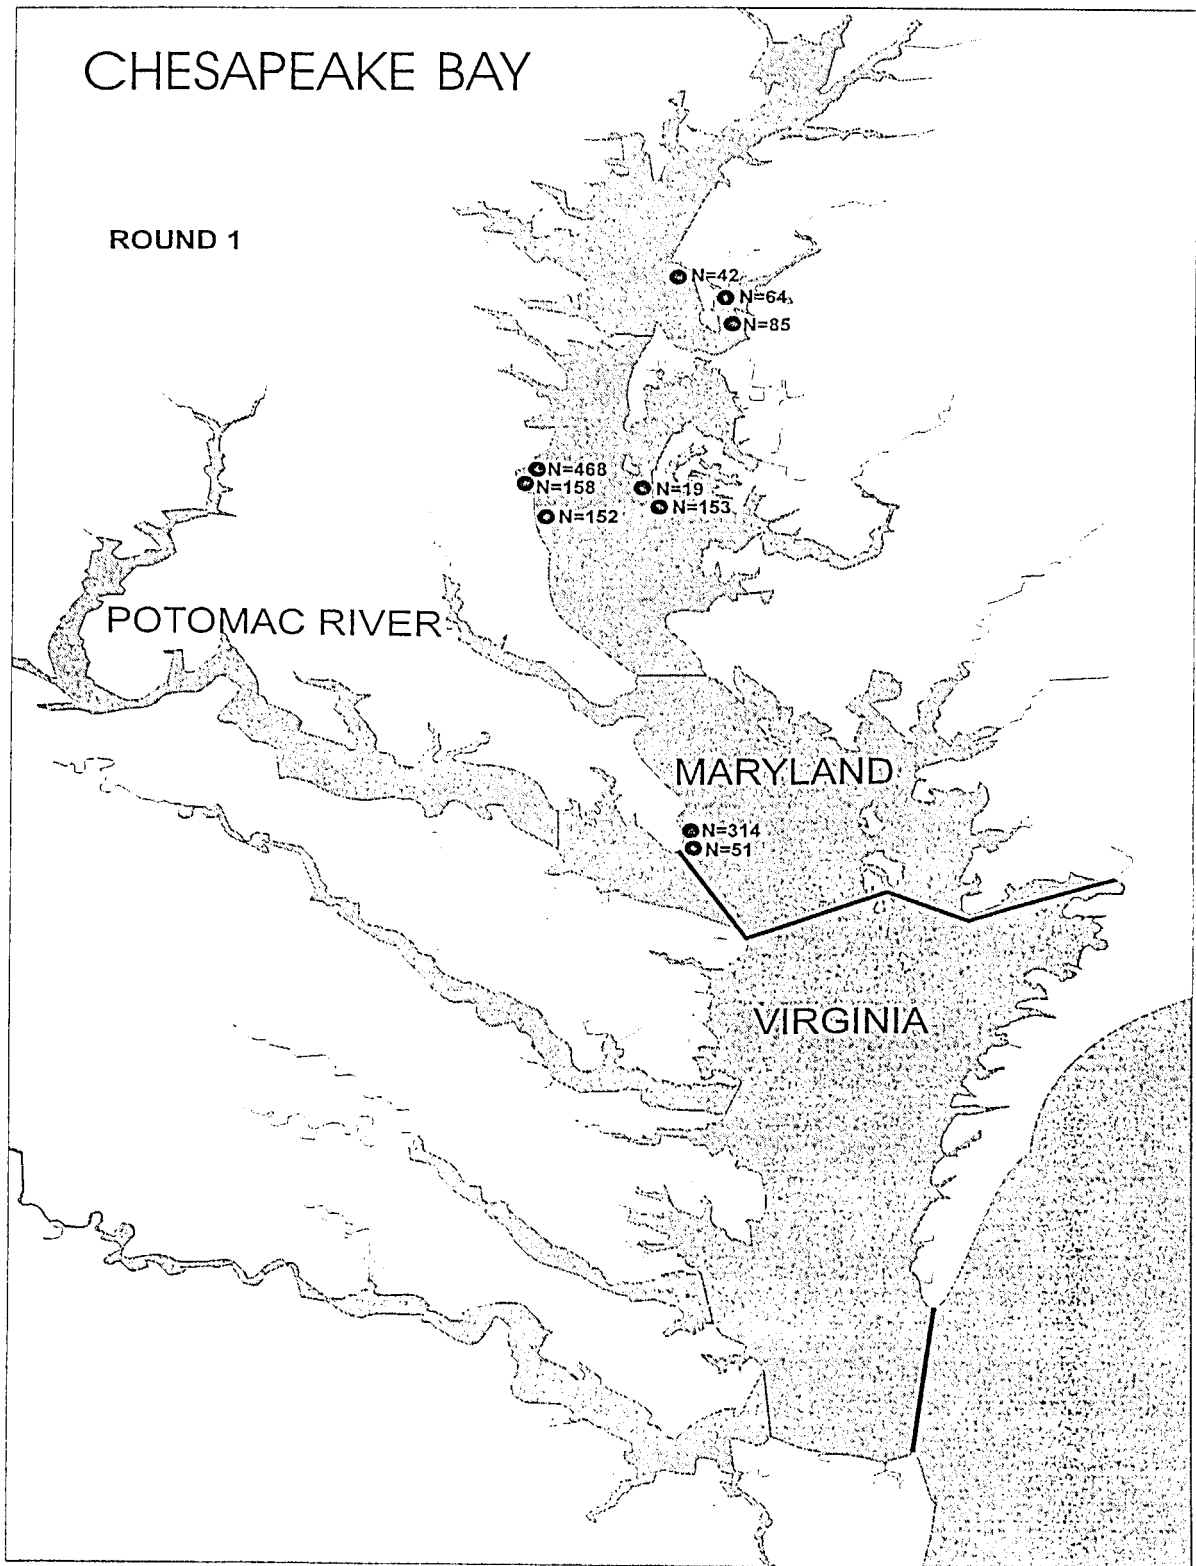 CHESAPEAKE BAY
ROUND 1
N=42
N=64
N=85
N=468
N=158
N=19
N=153
N=152
POTOMAC RIVER
MARYLAND
N=314
N=51
VIRGINIA